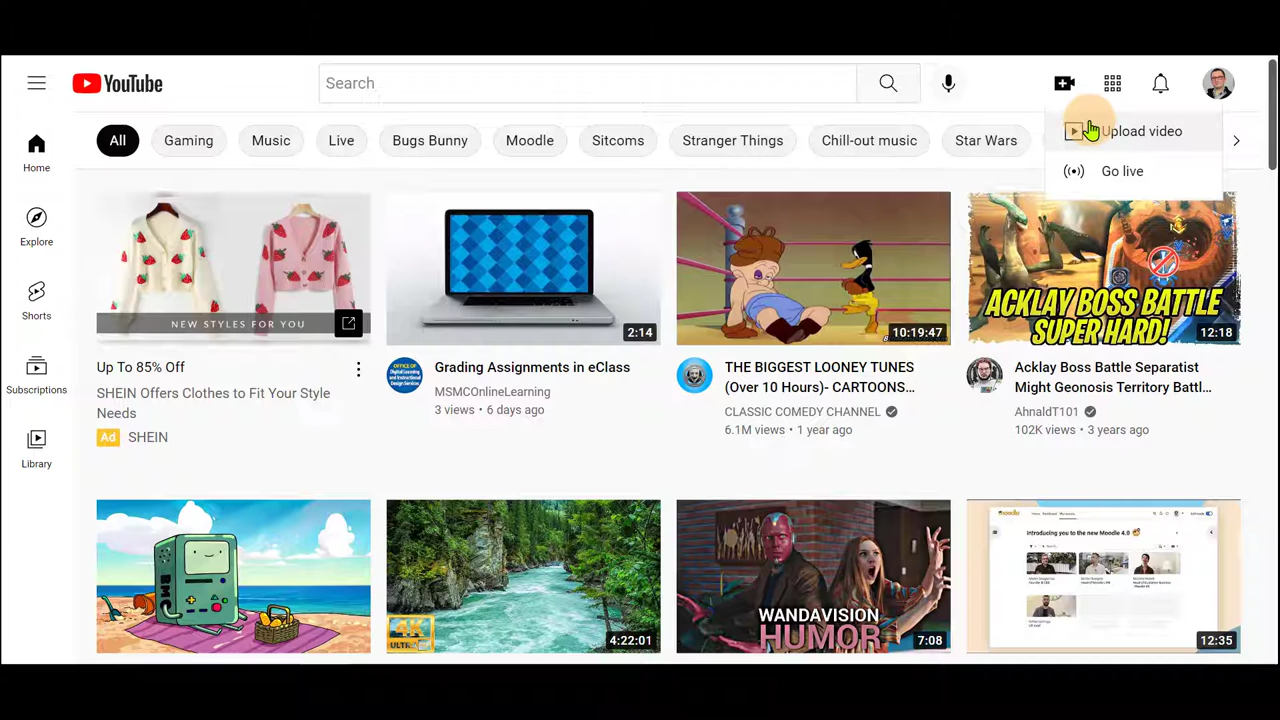 YouTube
Search
Upload video
Go live
All
Gaming
Music
Live
Bugs Bunny
Moodle
Sitcoms
Stranger Things
Chill-out music
Star Wars
Home
Explore
Shorts
Subscriptions
Library
NEW STYLES FOR YOU
Up To 85% Off
SHEIN Offers Clothes to Fit Your Style
Needs
Ad SHEIN
2:14
OFFICE OF
Grading Assignments in eClass
MSMCOnlineLearning
3 views • 6 days ago
10:19:47
THE BIGGEST LOONEY TUNES
(Over 10 Hours)- CARTOONS...
CLASSIC COMEDY CHANNEL
6.1M views • 1 year ago
ACKLAY BOSS BATTLE
SUPER HARD!
12:18
Acklay Boss Battle Separatist
Might Geonosis Territory Battl...
AhnaldT101
102K views • 3 years ago
BMO
4K
ULTRA
4:22:01
WANDAVISION
HUMOR
7:08
Introducing you to the new Moodle 4.0
12:35